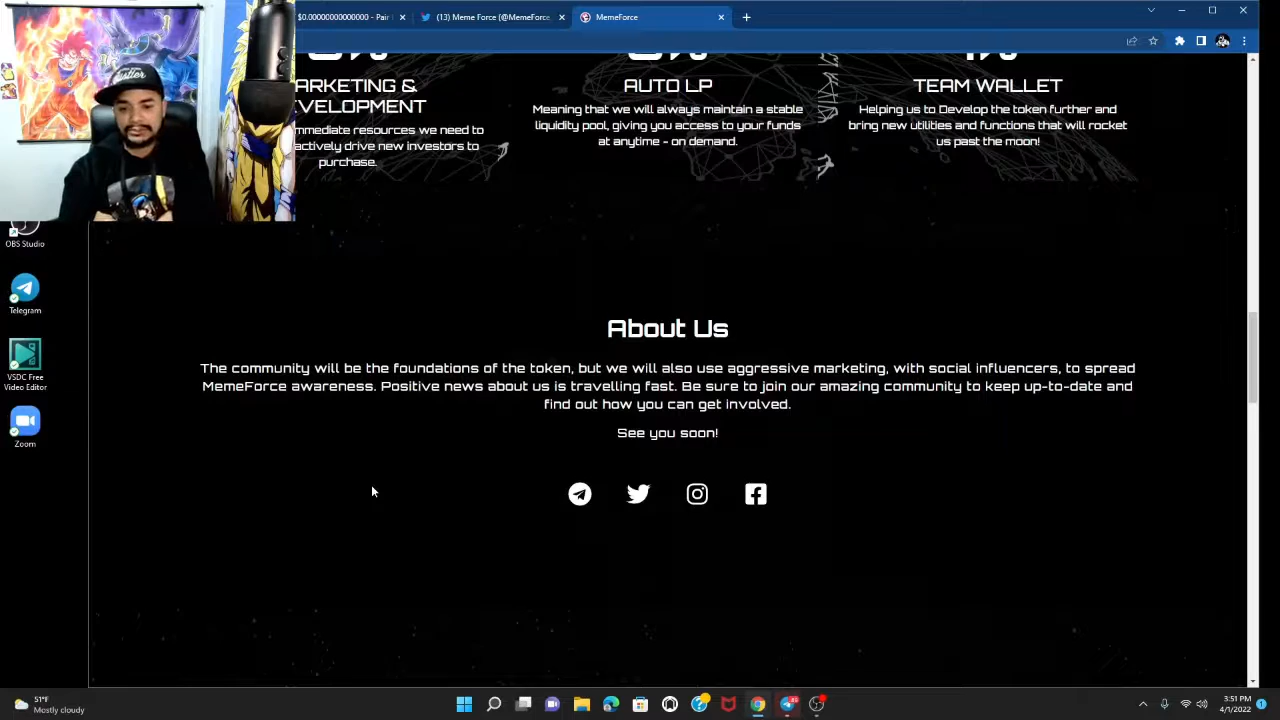 $0.00000000000000 - Pair
(13) Meme Force (@MemeForce
MemeForce
ARKETING &
VELOPMENT
mmediate resources we need to
actively drive new investors to
purchase.
AUTO LP
Meaning that we will always maintain a stable
liquidity pool, giving you access to your funds
at anytime - on demand.
TEAM WALLET
Helping us to Develop the token further and
bring new utilities and functions that will rocket
us past the moon!
OBS Studio
Telegram
VSDC Free
Video Editor
Zoom
About Us
The community will be the foundations of the token, but we will also use aggressive marketing, with social influencers, to spread
MemeForce awareness. Positive news about us is travelling fast. Be sure to join our amazing community to keep up-to-date and
find out how you can get involved.
See you soon!
51°F
Mostly cloudy
3:51 PM
4/1/2022